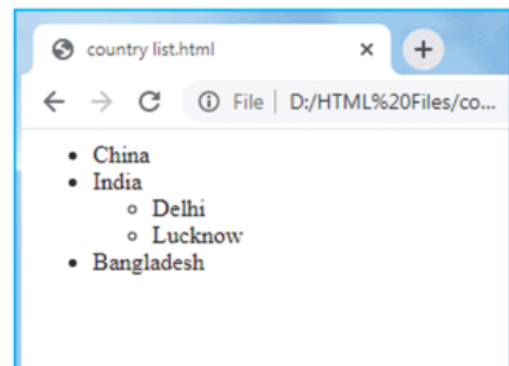 country list.html
File | D:/HTML%20Files/co...
• China
• India
◦ Delhi
◦ Lucknow
• Bangladesh